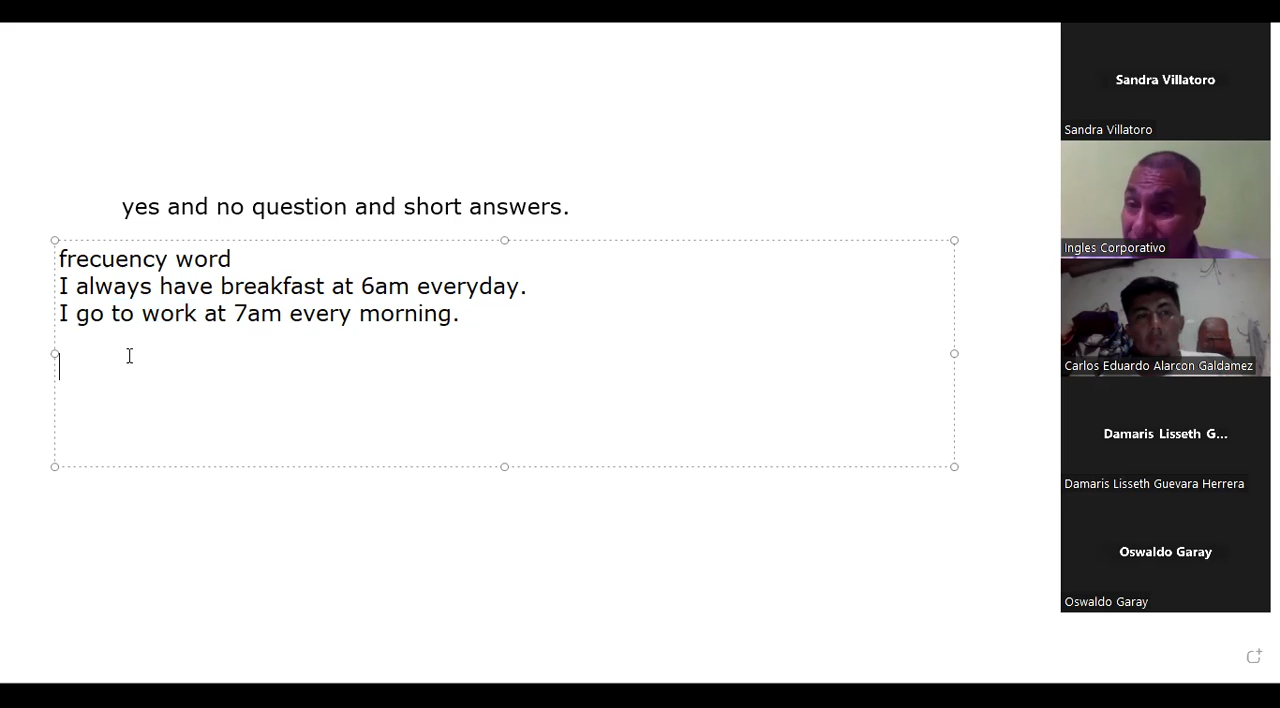 yes and no question and short answers.
frecuency word
I always have breakfast at 6am everyday.
I go to work at 7am every morning.
Sandra Villatoro
Sandra Villatoro
Ingles Corporativo
Carlos Eduardo Alarcon Galdamez
Damaris Lisseth G...
Damaris Lisseth Guevara Herrera
Oswaldo Garay
Oswaldo Garay